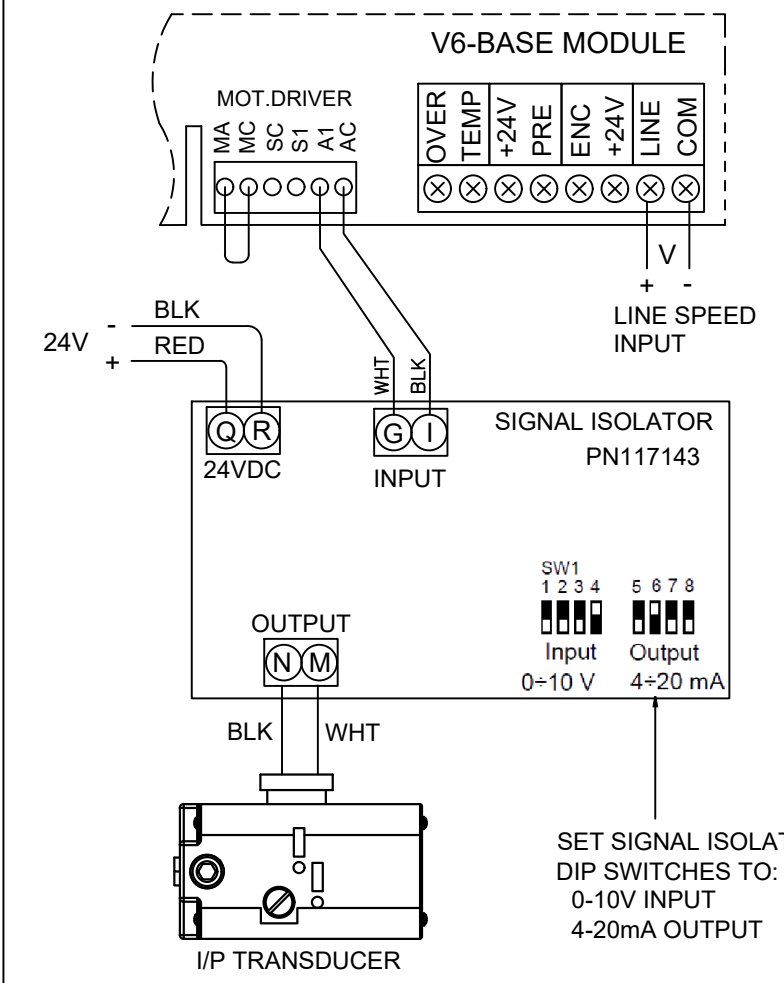 V6-BASE MODULE
MOT.DRIVER
MA MC SC S1 A1 AC
OVER TEMP +24V PRE ENC +24V LINE COM
V
+ -
LINE SPEED
INPUT
24V
- BLK
+ RED
WHT BLK
Q R
24VDC
G I
INPUT
SIGNAL ISOLATOR
PN117143
SW1
1 2 3 4 5 6 7 8
Input Output
0÷10 V 4÷20 mA
OUTPUT
N M
BLK WHT
SET SIGNAL ISOLAT
DIP SWITCHES TO:
0-10V INPUT
4-20mA OUTPUT
I/P TRANSDUCER